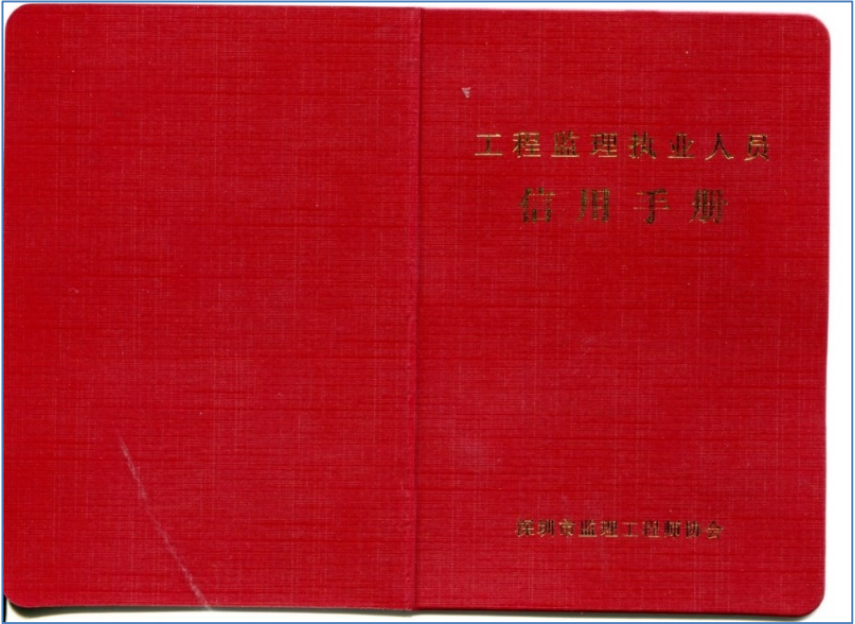 工程监理执业人员
信用手册
深圳市监理工程师协会